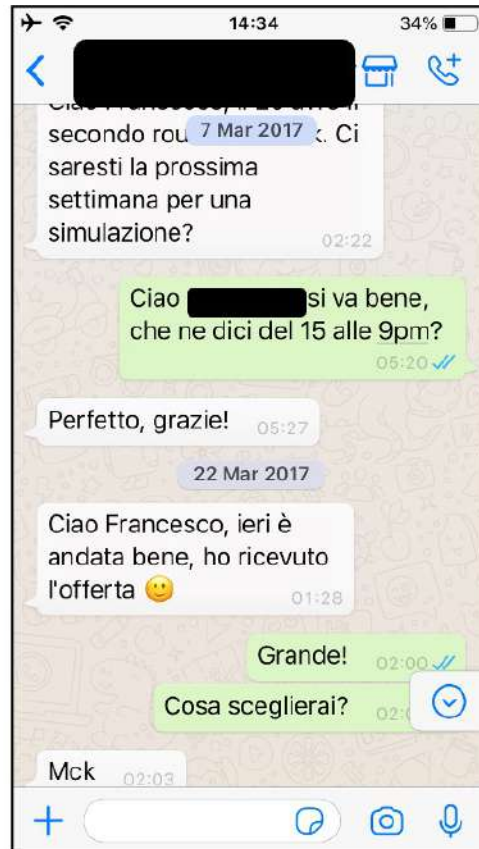 14:34
34%
secondo rou
7 Mar 2017
k. Ci
saresti la prossima
settimana per una
simulazione?
02:22
Ciao si va bene,
che ne dici del 15 alle 9pm?
05:20
Perfetto, grazie!
05:27
22 Mar 2017
Ciao Francesco, ieri è
andata bene, ho ricevuto
l'offerta 🙂
01:28
Grande!
02:00
Cosa sceglierai?
Mck
02:03